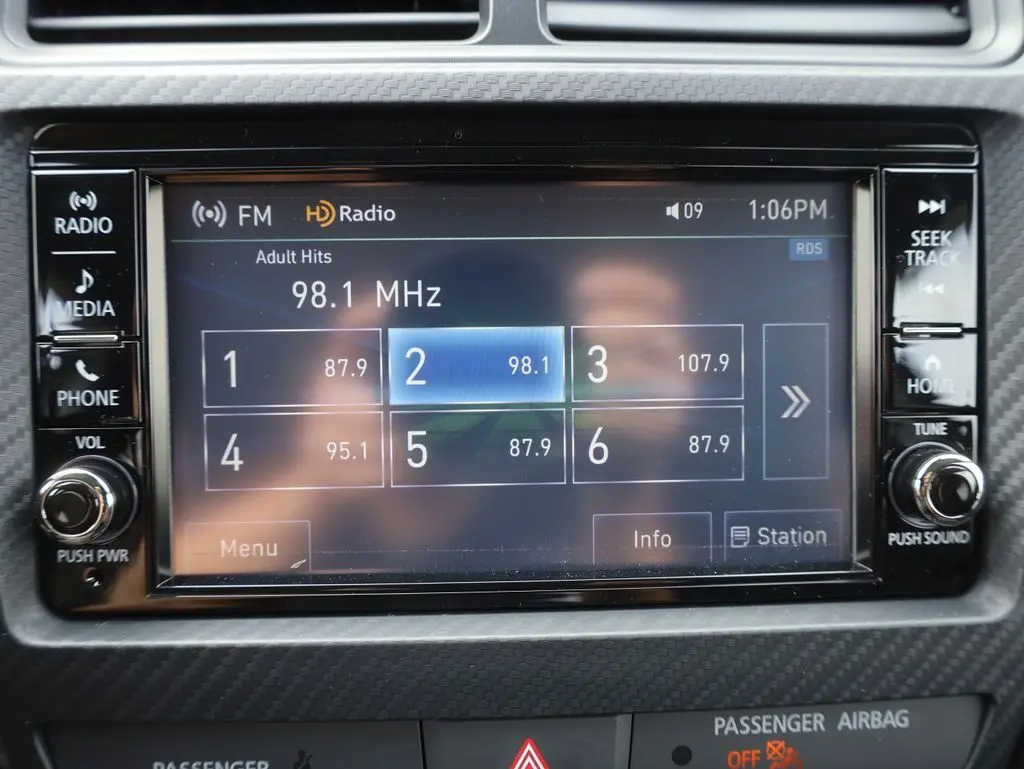 RADIO
MEDIA
PHONE
VOL
PUSH PWR
FM HD Radio 09 1:06PM
RDS
Adult Hits
98.1 MHz
1 87.9
2 98.1
3 107.9
4 95.1
5 87.9
6 87.9
Menu
Info
Station
SEEK
TRACK
HOME
TUNE
PUSH SOUND
PASSENGER
PASSENGER AIRBAG
OFF